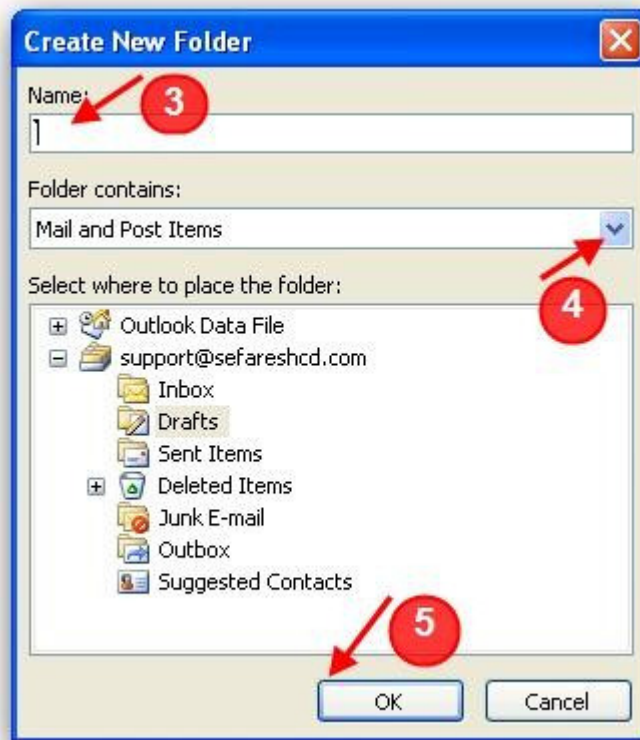 Create New Folder
Name:
3
Folder contains:
Mail and Post Items
4
Select where to place the folder:
Outlook Data File
support@sefareshcd.com
Inbox
Drafts
Sent Items
Deleted Items
Junk E-mail
Outbox
Suggested Contacts
5
OK Cancel